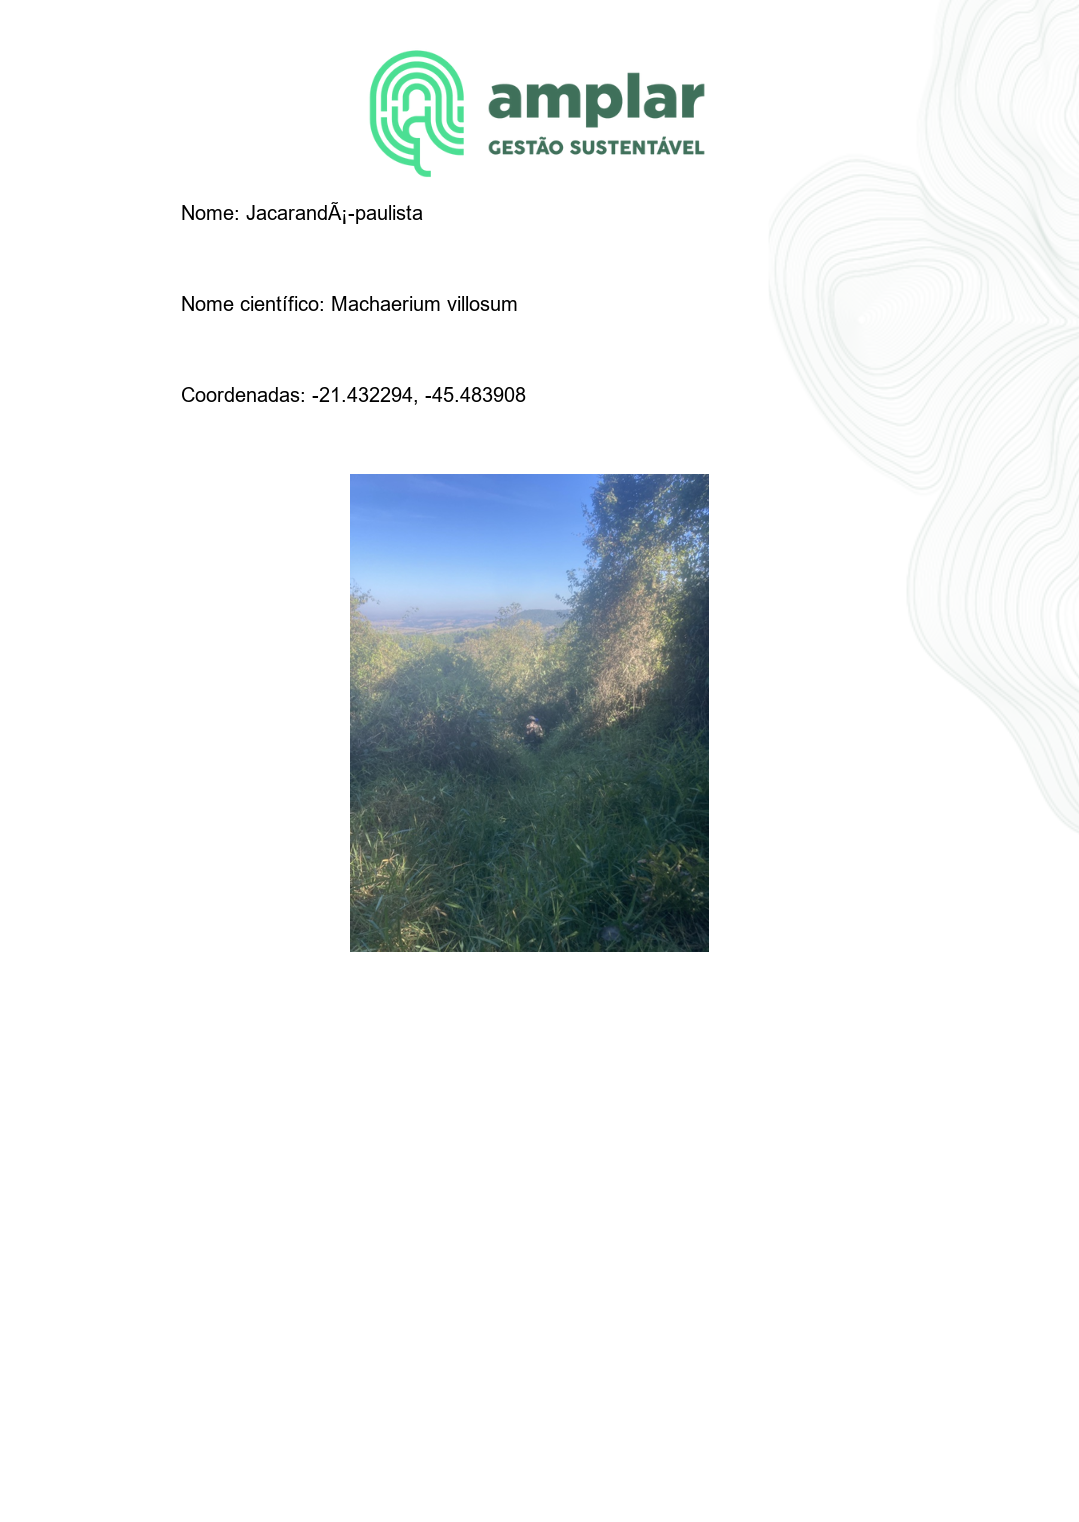 amplar
GESTÃO SUSTENTÁVEL
Nome: JacarandÃ¡-paulista
Nome científico: Machaerium villosum
Coordenadas: -21.432294, -45.483908